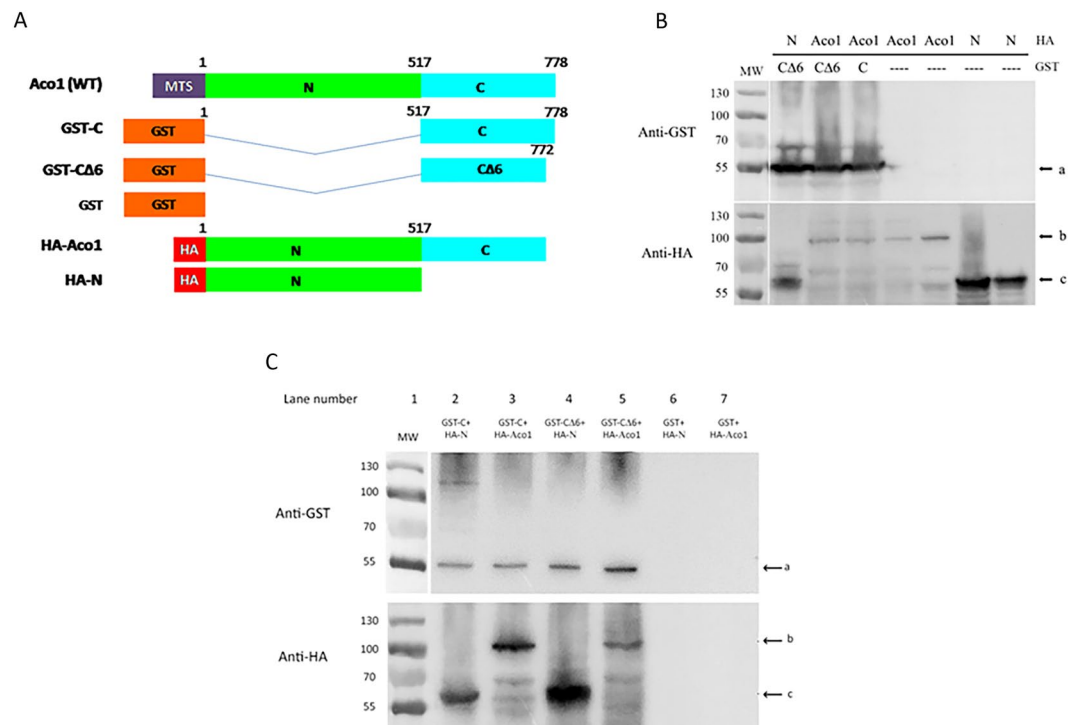 A
1 517 778
Aco1 (WT) MTS N C
1 517 778
GST-C GST C
772
GST-CΔ6 GST CΔ6
GST GST
1 517
HA-Aco1 HA N C
HA-N HA N
B
N Aco1 Aco1 Aco1 Aco1 N N HA
MW CΔ6 CΔ6 C ---- ---- ---- ---- GST
130
100
Anti-GST
70
55 a
130
100 b
Anti-HA
70
55 c
C
Lane number 1 2 3 4 5 6 7
GST-C+ GST-C+ GST-CΔ6+ GST-CΔ6+ GST+ GST+
MW HA-N HA-Aco1 HA-N HA-Aco1 HA-N HA-Aco1
130
100
Anti-GST
70
55 a
130
100 b
Anti-HA
70
55 c